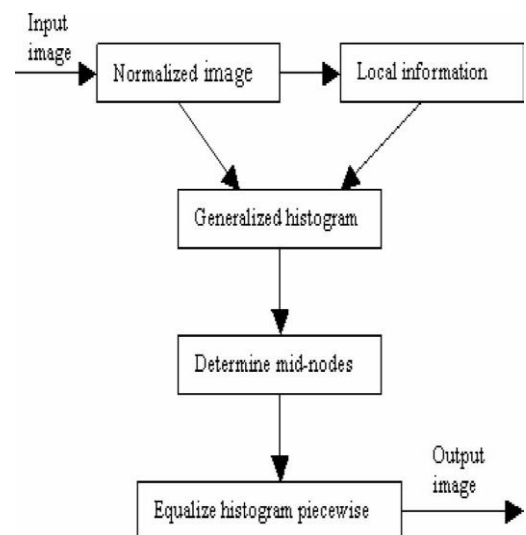 Input
image
Normalized image
Local information
Generalized histogram
Determine mid-nodes
Output
image
Equalize histogram piecewise